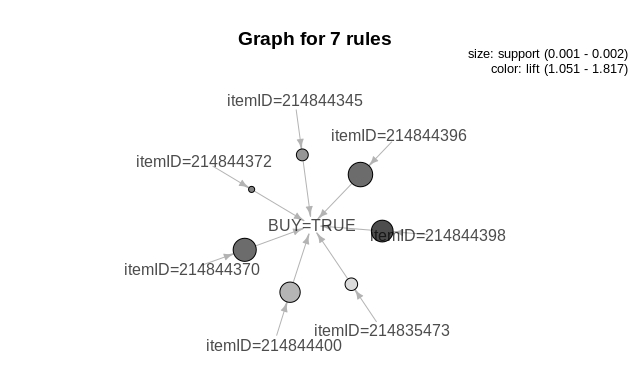 Graph for 7 rules
size: support (0.001 - 0.002)
color: lift (1.051 - 1.817)
itemID=214844345
itemID=214844396
itemID=214844372
BUY=TRUE
itemID=214844398
itemID=214844370
itemID=214835473
itemID=214844400